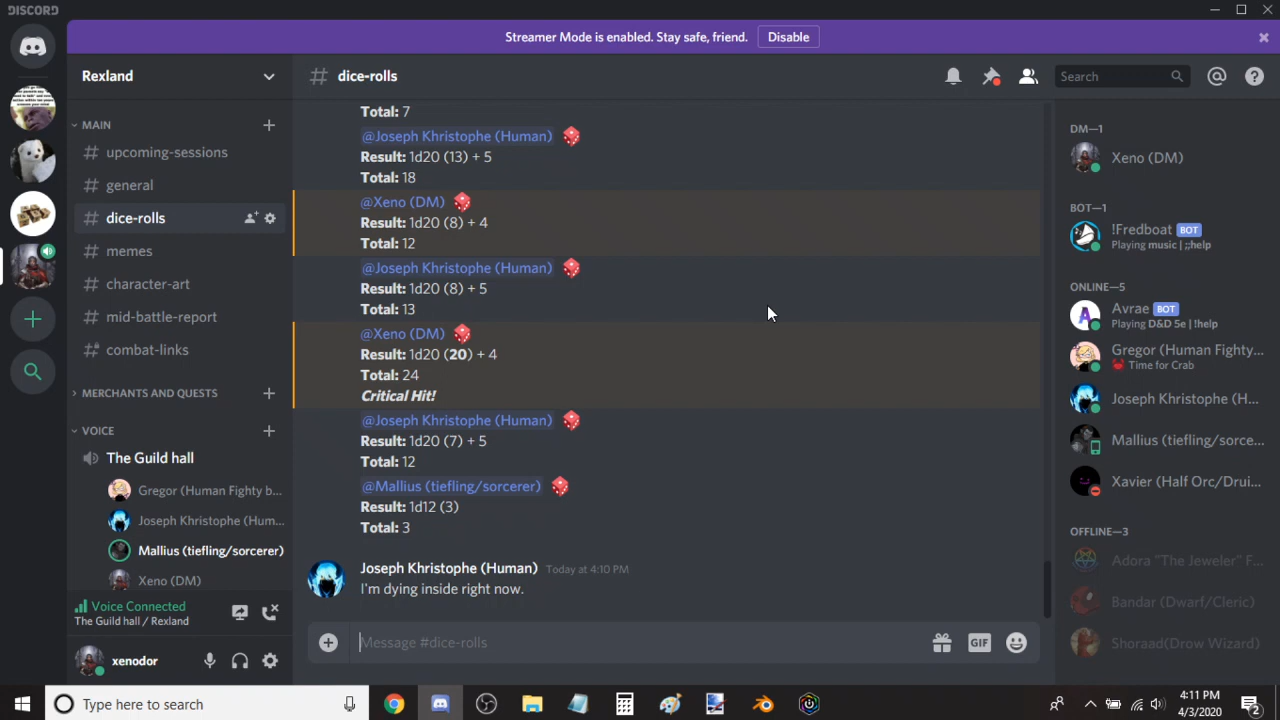 DISCORD
Streamer Mode is enabled. Stay safe, friend.
Disable
Rexland
MAIN
upcoming-sessions
general
dice-rolls
memes
character-art
mid-battle-report
combat-links
MERCHANTS AND QUESTS
VOICE
The Guild hall
Gregor (Human Fighty b...
Joseph Khristophe (Hum...
Mallius (tiefling/sorcerer)
Xeno (DM)
Voice Connected
The Guild hall / Rexland
xenodor
# dice-rolls
Search
Total: 7
@Joseph Khristophe (Human)
Result: 1d20 (13) + 5
Total: 18
@Xeno (DM)
Result: 1d20 (8) + 4
Total: 12
@Joseph Khristophe (Human)
Result: 1d20 (8) + 5
Total: 13
@Xeno (DM)
Result: 1d20 (20) + 4
Total: 24
Critical Hit!
@Joseph Khristophe (Human)
Result: 1d20 (7) + 5
Total: 12
@Mallius (tiefling/sorcerer)
Result: 1d12 (3)
Total: 3
Joseph Khristophe (Human) Today at 4:10 PM
I'm dying inside right now.
Message #dice-rolls
GIF
DM—1
Xeno (DM)
BOT—1
!Fredboat BOT
Playing music | ;;help
ONLINE—5
Avrae BOT
Playing D&D 5e | !help
Gregor (Human Fighty...
Time for Crab
Joseph Khristophe (H...
Mallius (tiefling/sorce...
Xavier (Half Orc/Drui...
OFFLINE—3
Adora "The Jeweler" F...
Bandar (Dwarf/Cleric)
Shoraad(Drow Wizard)
Type here to search
4:11 PM
4/3/2020
2